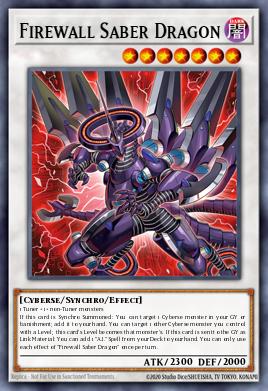 FIREWALL SABER DRAGON
DARK
闇
[CYBERSE/SYNCHRO/EFFECT]
1 Tuner + 1+ non-Tuner monsters
If this card is Synchro Summoned: You can target 1 Cyberse monster in your GY or
banishment; add it to your hand. You can target 1 other Cyberse monster you control
with a Level; this card's Level becomes that monster's. If this card is sent to the GY as
Link Material: You can add 1 "A.I." Spell from your Deck to your hand. You can only use
each effect of "Firewall Saber Dragon" once per turn.
ATK/2300 DEF/2000
Replica - Not For Use in Sanctioned Tournaments
©2020 Studio Dice/SHUEISHA, TV TOKYO, KONAMI